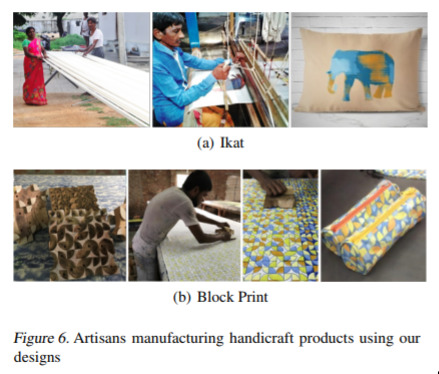 (a) Ikat
(b) Block Print
Figure 6. Artisans manufacturing handicraft products using our
designs